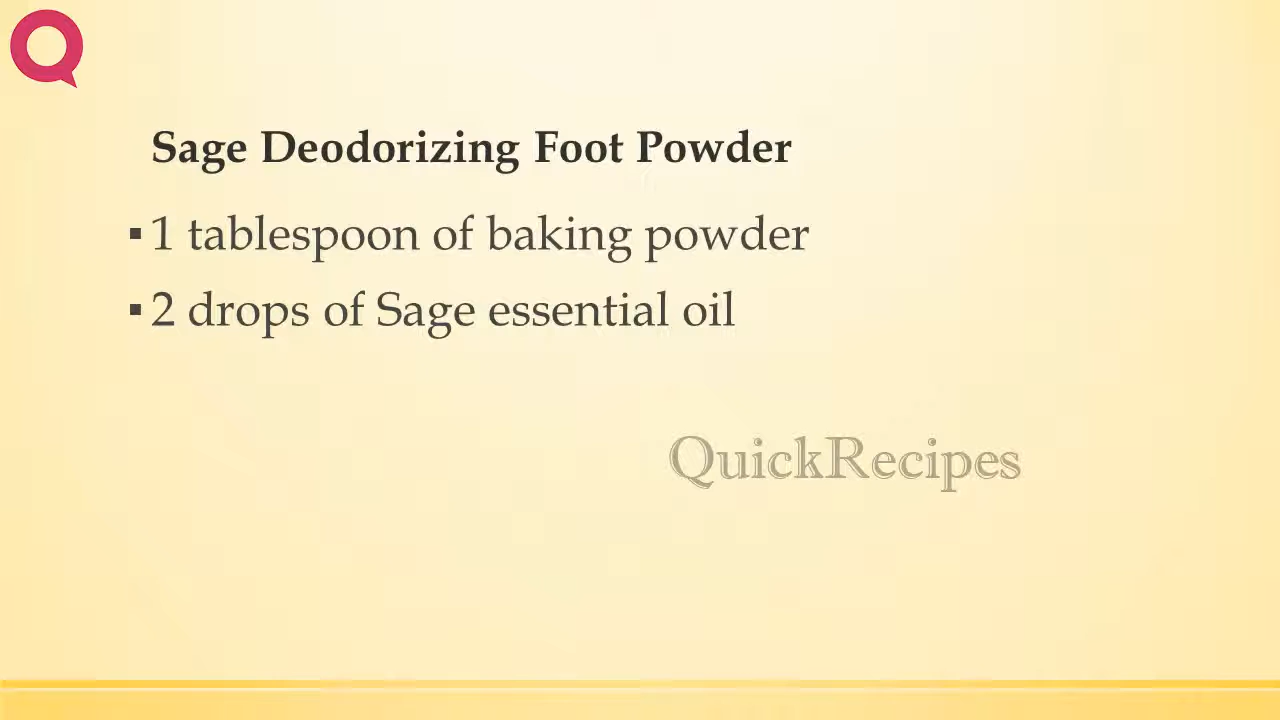 Sage Deodorizing Foot Powder
▪ 1 tablespoon of baking powder
▪ 2 drops of Sage essential oil
QuickRecipes